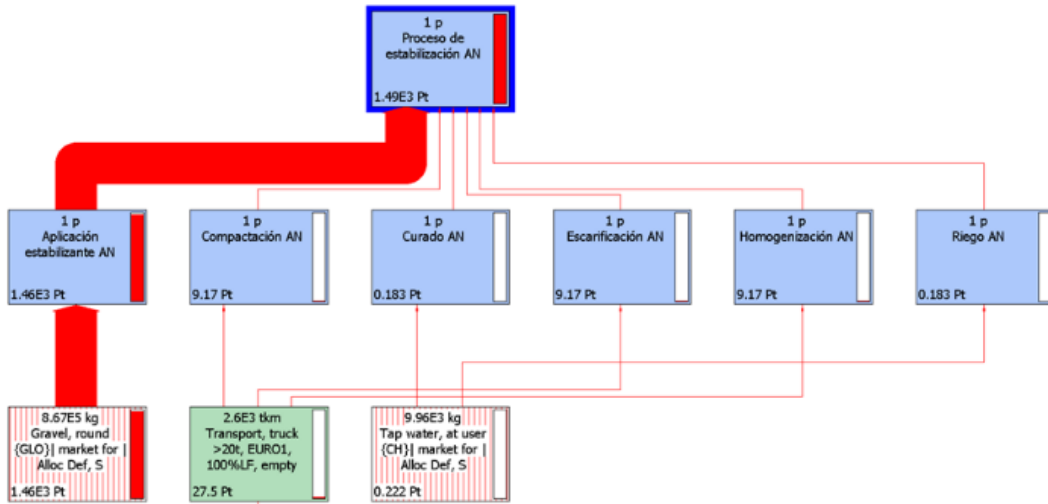 1 p
Proceso de
estabilización AN
1.49E3 Pt
1 p
Aplicación
estabilizante AN
1.46E3 Pt
1 p
Compactación AN
9.17 Pt
1 p
Curado AN
0.183 Pt
1 p
Escarificación AN
9.17 Pt
1 p
Homogenización AN
9.17 Pt
1 p
Riego AN
0.183 Pt
8.67E5 kg
Gravel, round
{GLO}| market for |
Alloc Def, S
1.46E3 Pt
2.6E3 tkm
Transport, truck
>20t, EURO1,
100%LF, empty
27.5 Pt
9.96E3 kg
Tap water, at user
{CH}| market for |
Alloc Def, S
0.222 Pt